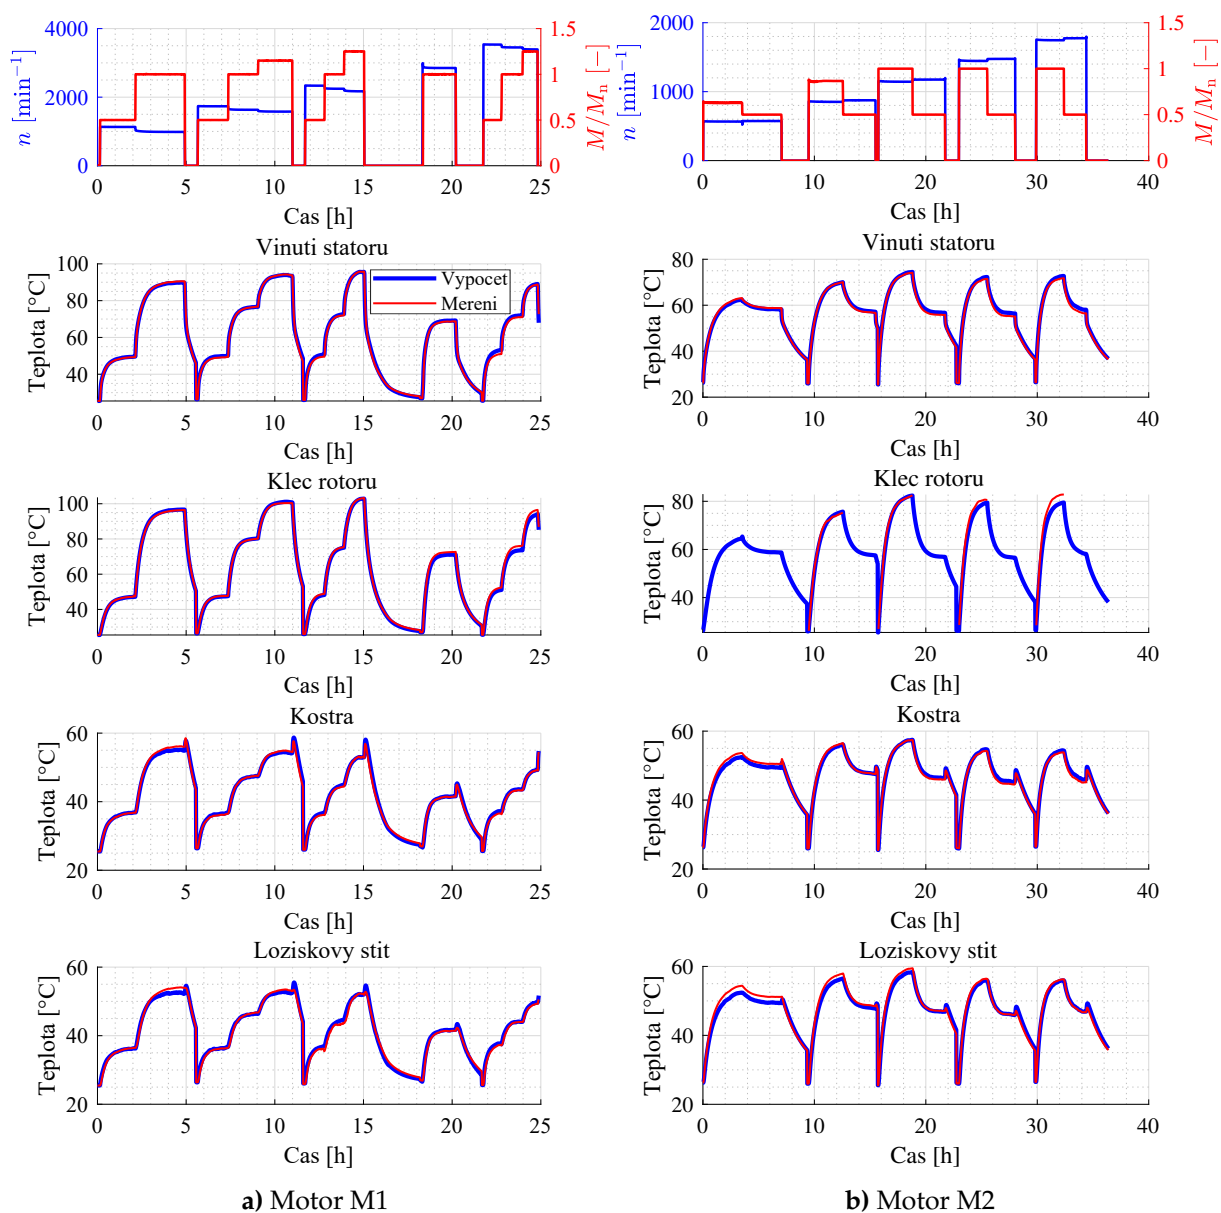 4000
2000
0
n [min⁻¹]
1.5
1
0.5
0
M/Mₙ [−]
0 5 10 15 20 25
Cas [h]
Vinuti statoru
100
80
60
40
Teplota [°C]
Vypocet
Mereni
0 5 10 15 20 25
Cas [h]
Klec rotoru
100
80
60
40
Teplota [°C]
0 5 10 15 20 25
Cas [h]
Kostra
60
40
20
Teplota [°C]
0 5 10 15 20 25
Cas [h]
Loziskovy stit
60
40
20
Teplota [°C]
0 5 10 15 20 25
Cas [h]
a) Motor M1
2000
1000
0
n [min⁻¹]
1.5
1
0.5
0
M/Mₙ [−]
0 10 20 30 40
Cas [h]
Vinuti statoru
80
60
40
20
Teplota [°C]
0 10 20 30 40
Cas [h]
Klec rotoru
80
60
40
Teplota [°C]
0 10 20 30 40
Cas [h]
Kostra
60
40
20
Teplota [°C]
0 10 20 30 40
Cas [h]
Loziskovy stit
60
40
20
Teplota [°C]
0 10 20 30 40
Cas [h]
b) Motor M2